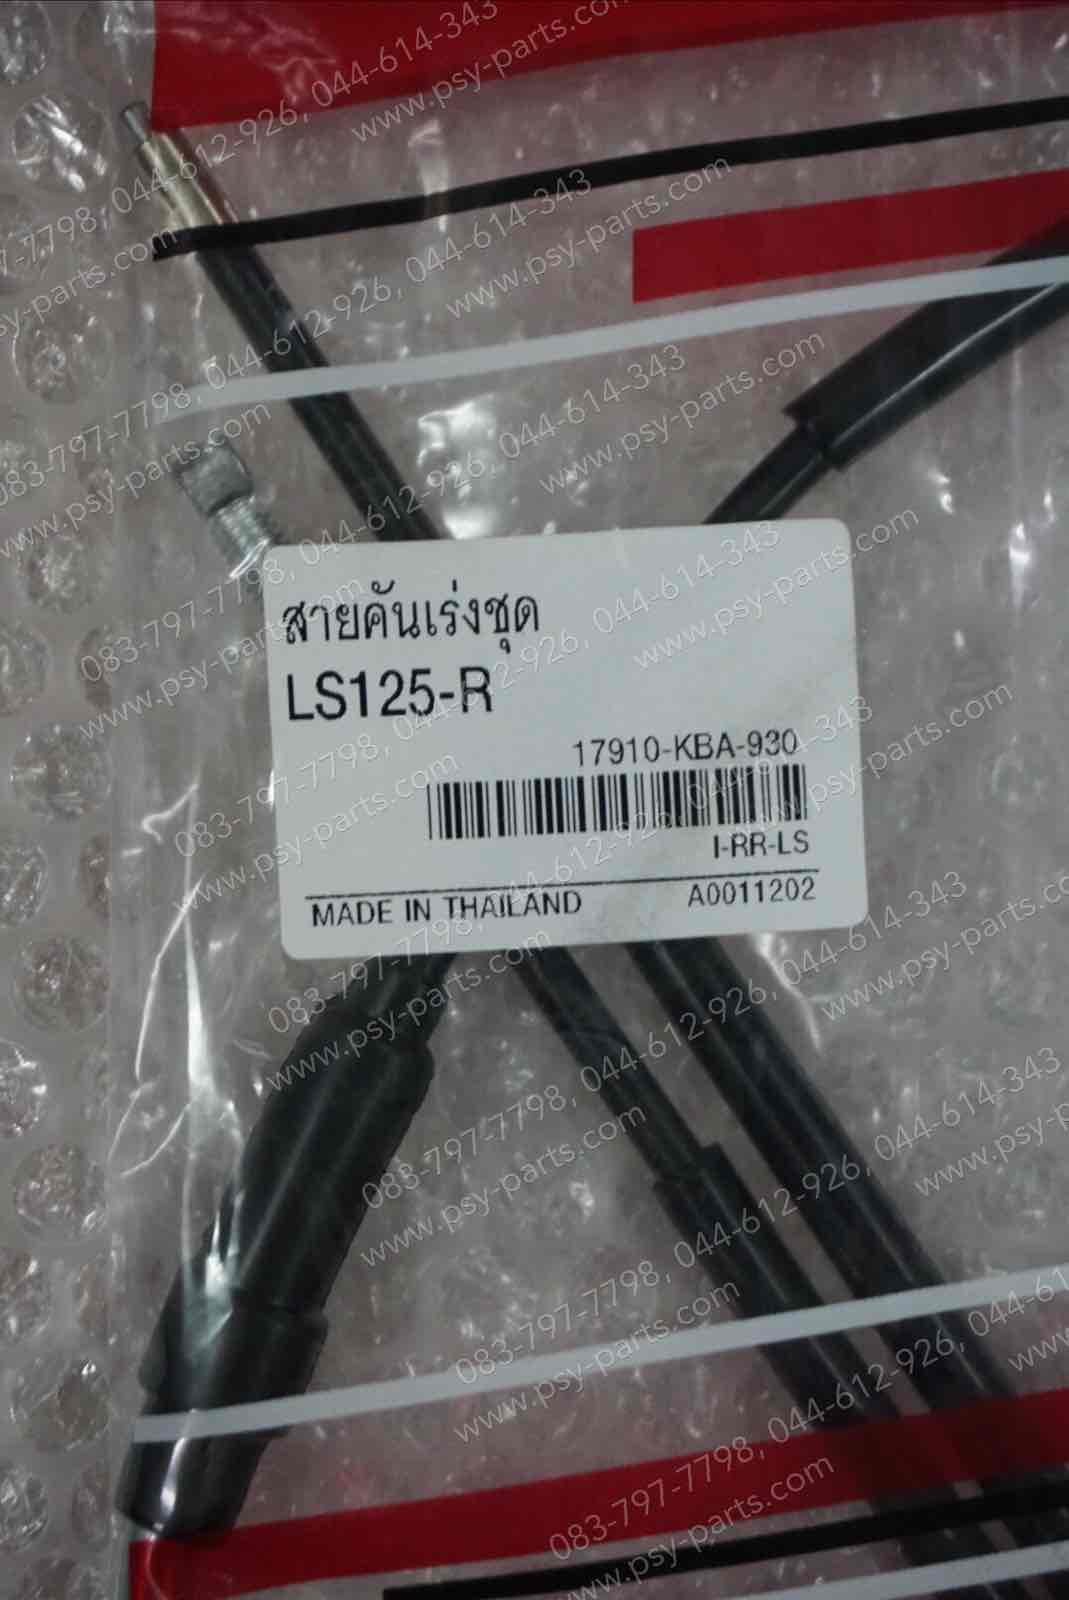 สายคันเร่งชุด
LS125-R
17910-KBA-930
I-RR-LS
MADE IN THAILAND A0011202
083-797-7798, 044-612-926, 044-614-343
www.psy-parts.com